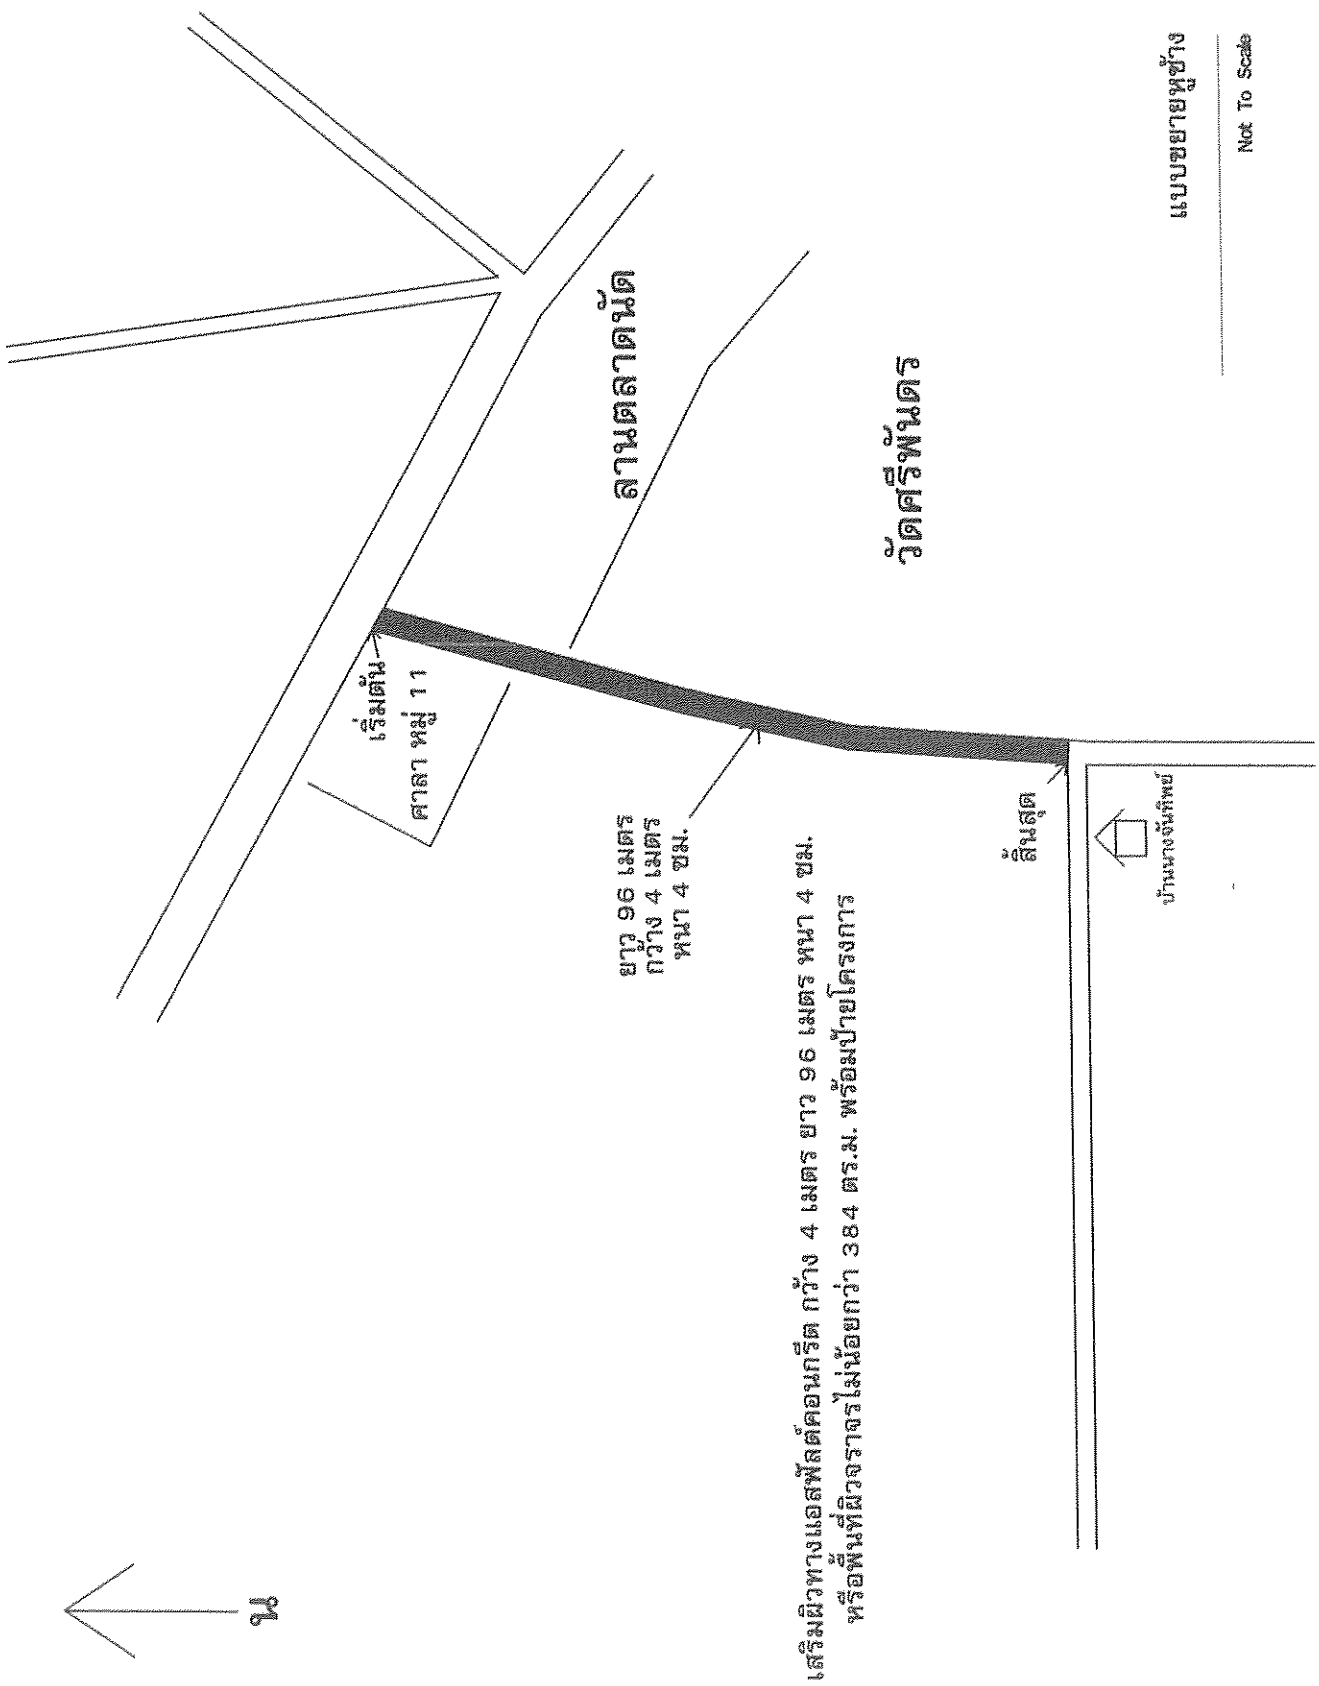 แบบขยายหูช้าง
Not To Scale
ลานตลาดนัด
วัดศรีพันดร
เริ่มต้น
ศาลา หมู่ 11
ยาว 96 เมตร
กว้าง 4 เมตร
หนา 4 ซม.
สิ้นสุด
บ้านนางจันทิพย์
เสริมผิวทางแอสฟัลต์คอนกรีต กว้าง 4 เมตร ยาว 96 เมตร หนา 4 ซม.
หรือพื้นที่ผิวจราจรไม่น้อยกว่า 384 ตร.ม. พร้อมป้ายโครงการ
น